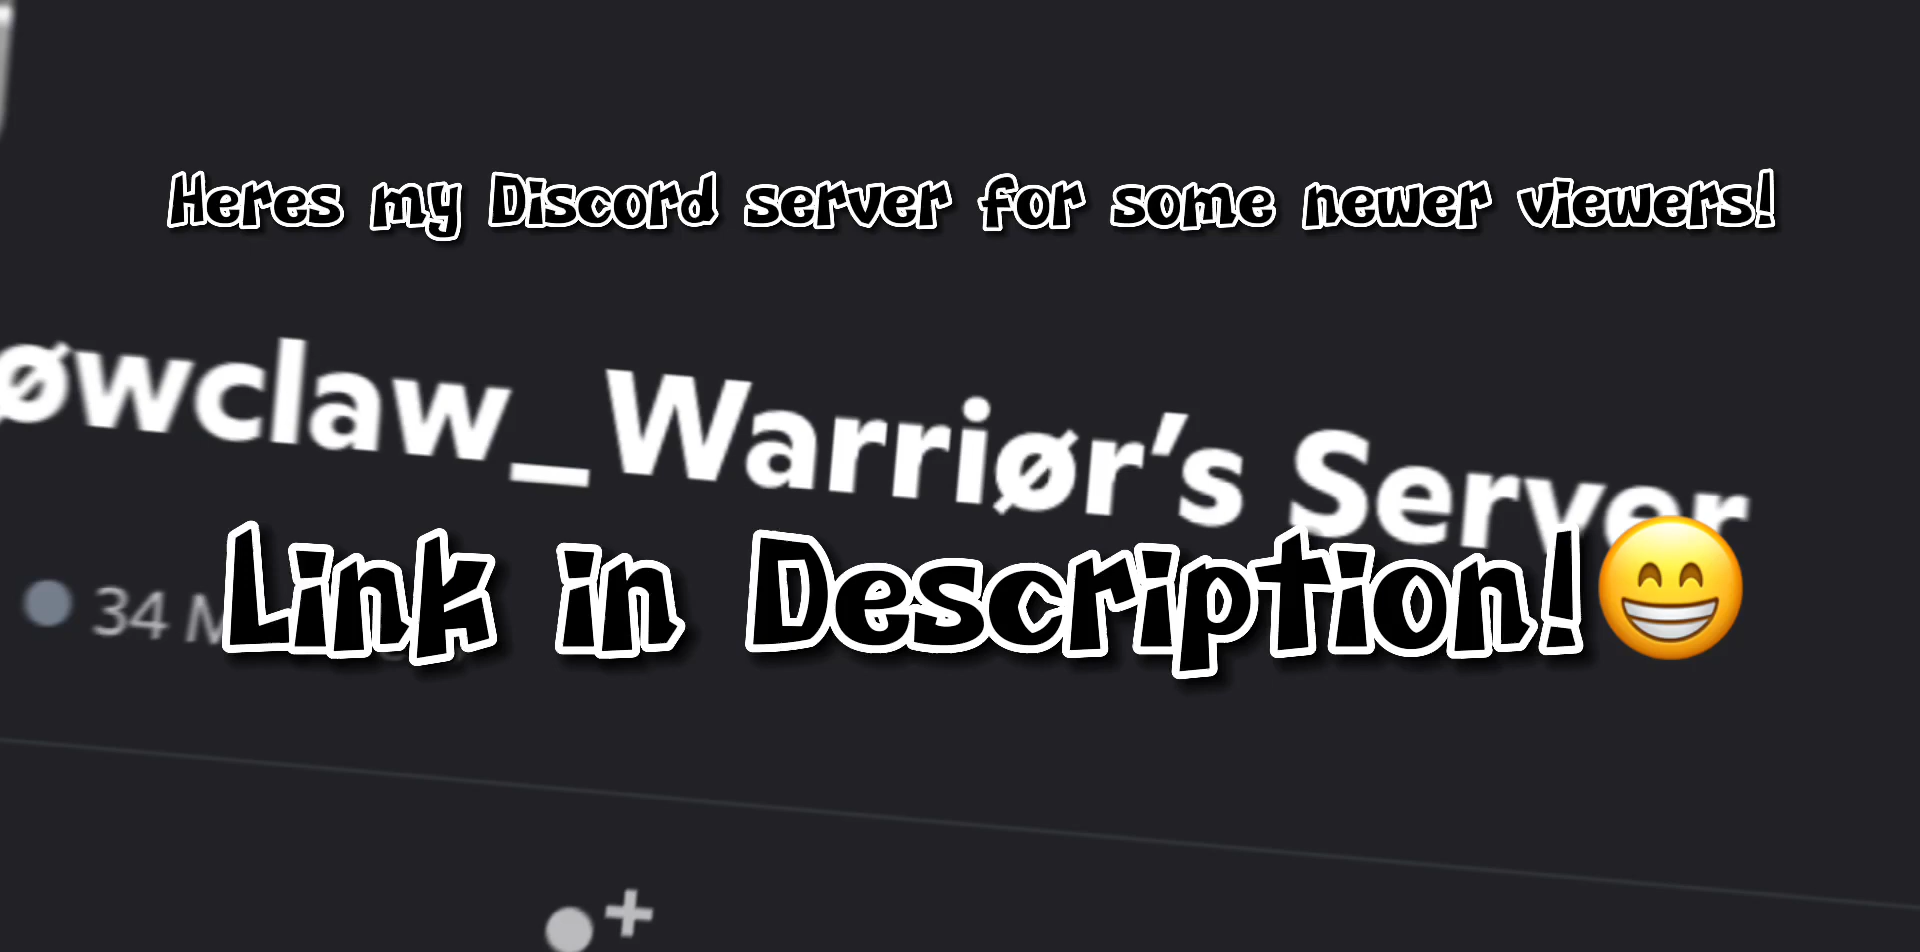 Heres my Discord server for some newer viewers!
øwclaw_Warriør’s Server
Link in Description!😁
34